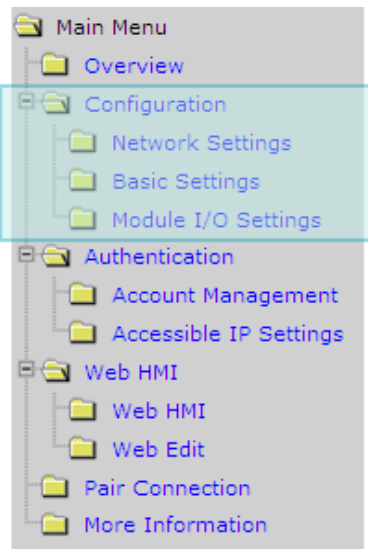 Main Menu
Overview
Configuration
Network Settings
Basic Settings
Module I/O Settings
Authentication
Account Management
Accessible IP Settings
Web HMI
Web HMI
Web Edit
Pair Connection
More Information